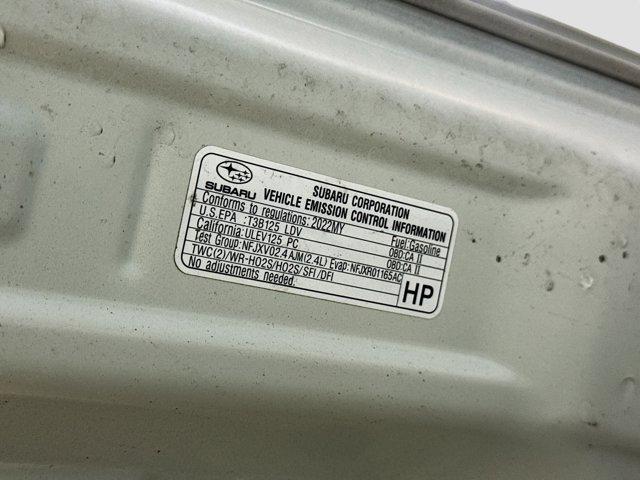 SUBARU CORPORATION
SUBARU VEHICLE EMISSION CONTROL INFORMATION
Conforms to regulations: 2022MY Fuel:Gasoline
U.S.EPA :T3B125 LDV OBD:CA II
California:ULEV125 PC OBD:CA II
Test Group:NFJXV02.4AJM(2.4L) Evap:NFJXR01165AC
TWC(2)/WR-HO2S/HO2S/SFI/DFI
No adjustments needed.
HP